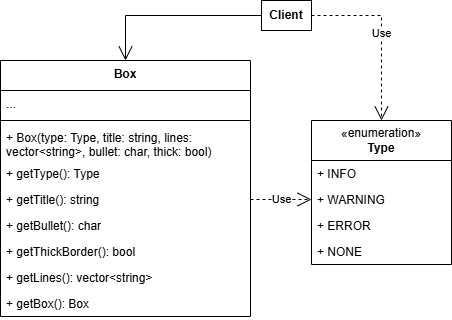 Client
Use
Box
...
+ Box(type: Type, title: string, lines:
vector<string>, bullet: char, thick: bool)
+ getType(): Type
+ getTitle(): string
+ getBullet(): char
+ getThickBorder(): bool
+ getLines(): vector<string>
+ getBox(): Box
Use
«enumeration»
Type
+ INFO
+ WARNING
+ ERROR
+ NONE